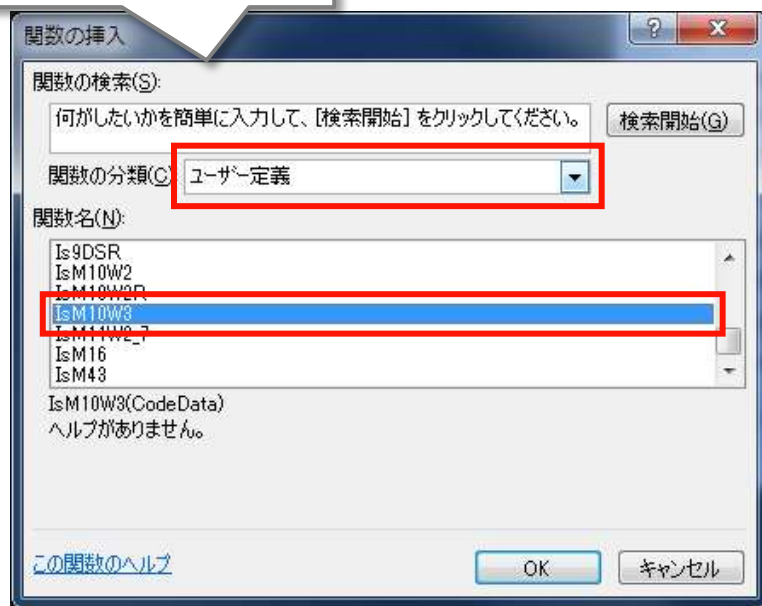 関数の挿入
関数の検索(S):
何がしたいかを簡単に入力して、[検索開始] をクリックしてください。
検索開始(G)
関数の分類(C)
ユーザー定義
関数名(N):
Is9DSR
IsM10W2
IsM10W2R
IsM10W3
IsM11W2_7
IsM16
IsM43
IsM10W3(CodeData)
ヘルプがありません。
この関数のヘルプ
OK
キャンセル